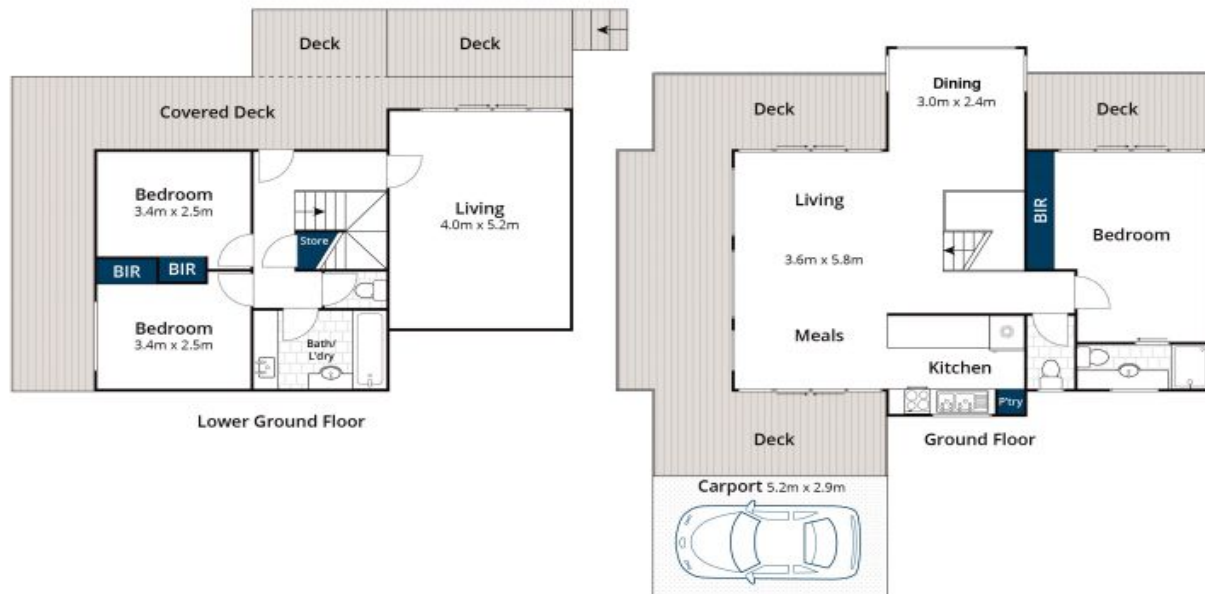 Deck
Deck
Covered Deck
Bedroom
3.4m x 2.5m
BIR
BIR
Bedroom
3.4m x 2.5m
Store
Living
4.0m x 5.2m
Bath/
L'dry
Lower Ground Floor
Dining
3.0m x 2.4m
Deck
Deck
Living
3.6m x 5.8m
BIR
Bedroom
Meals
Kitchen
P'try
Deck
Ground Floor
Carport 5.2m x 2.9m